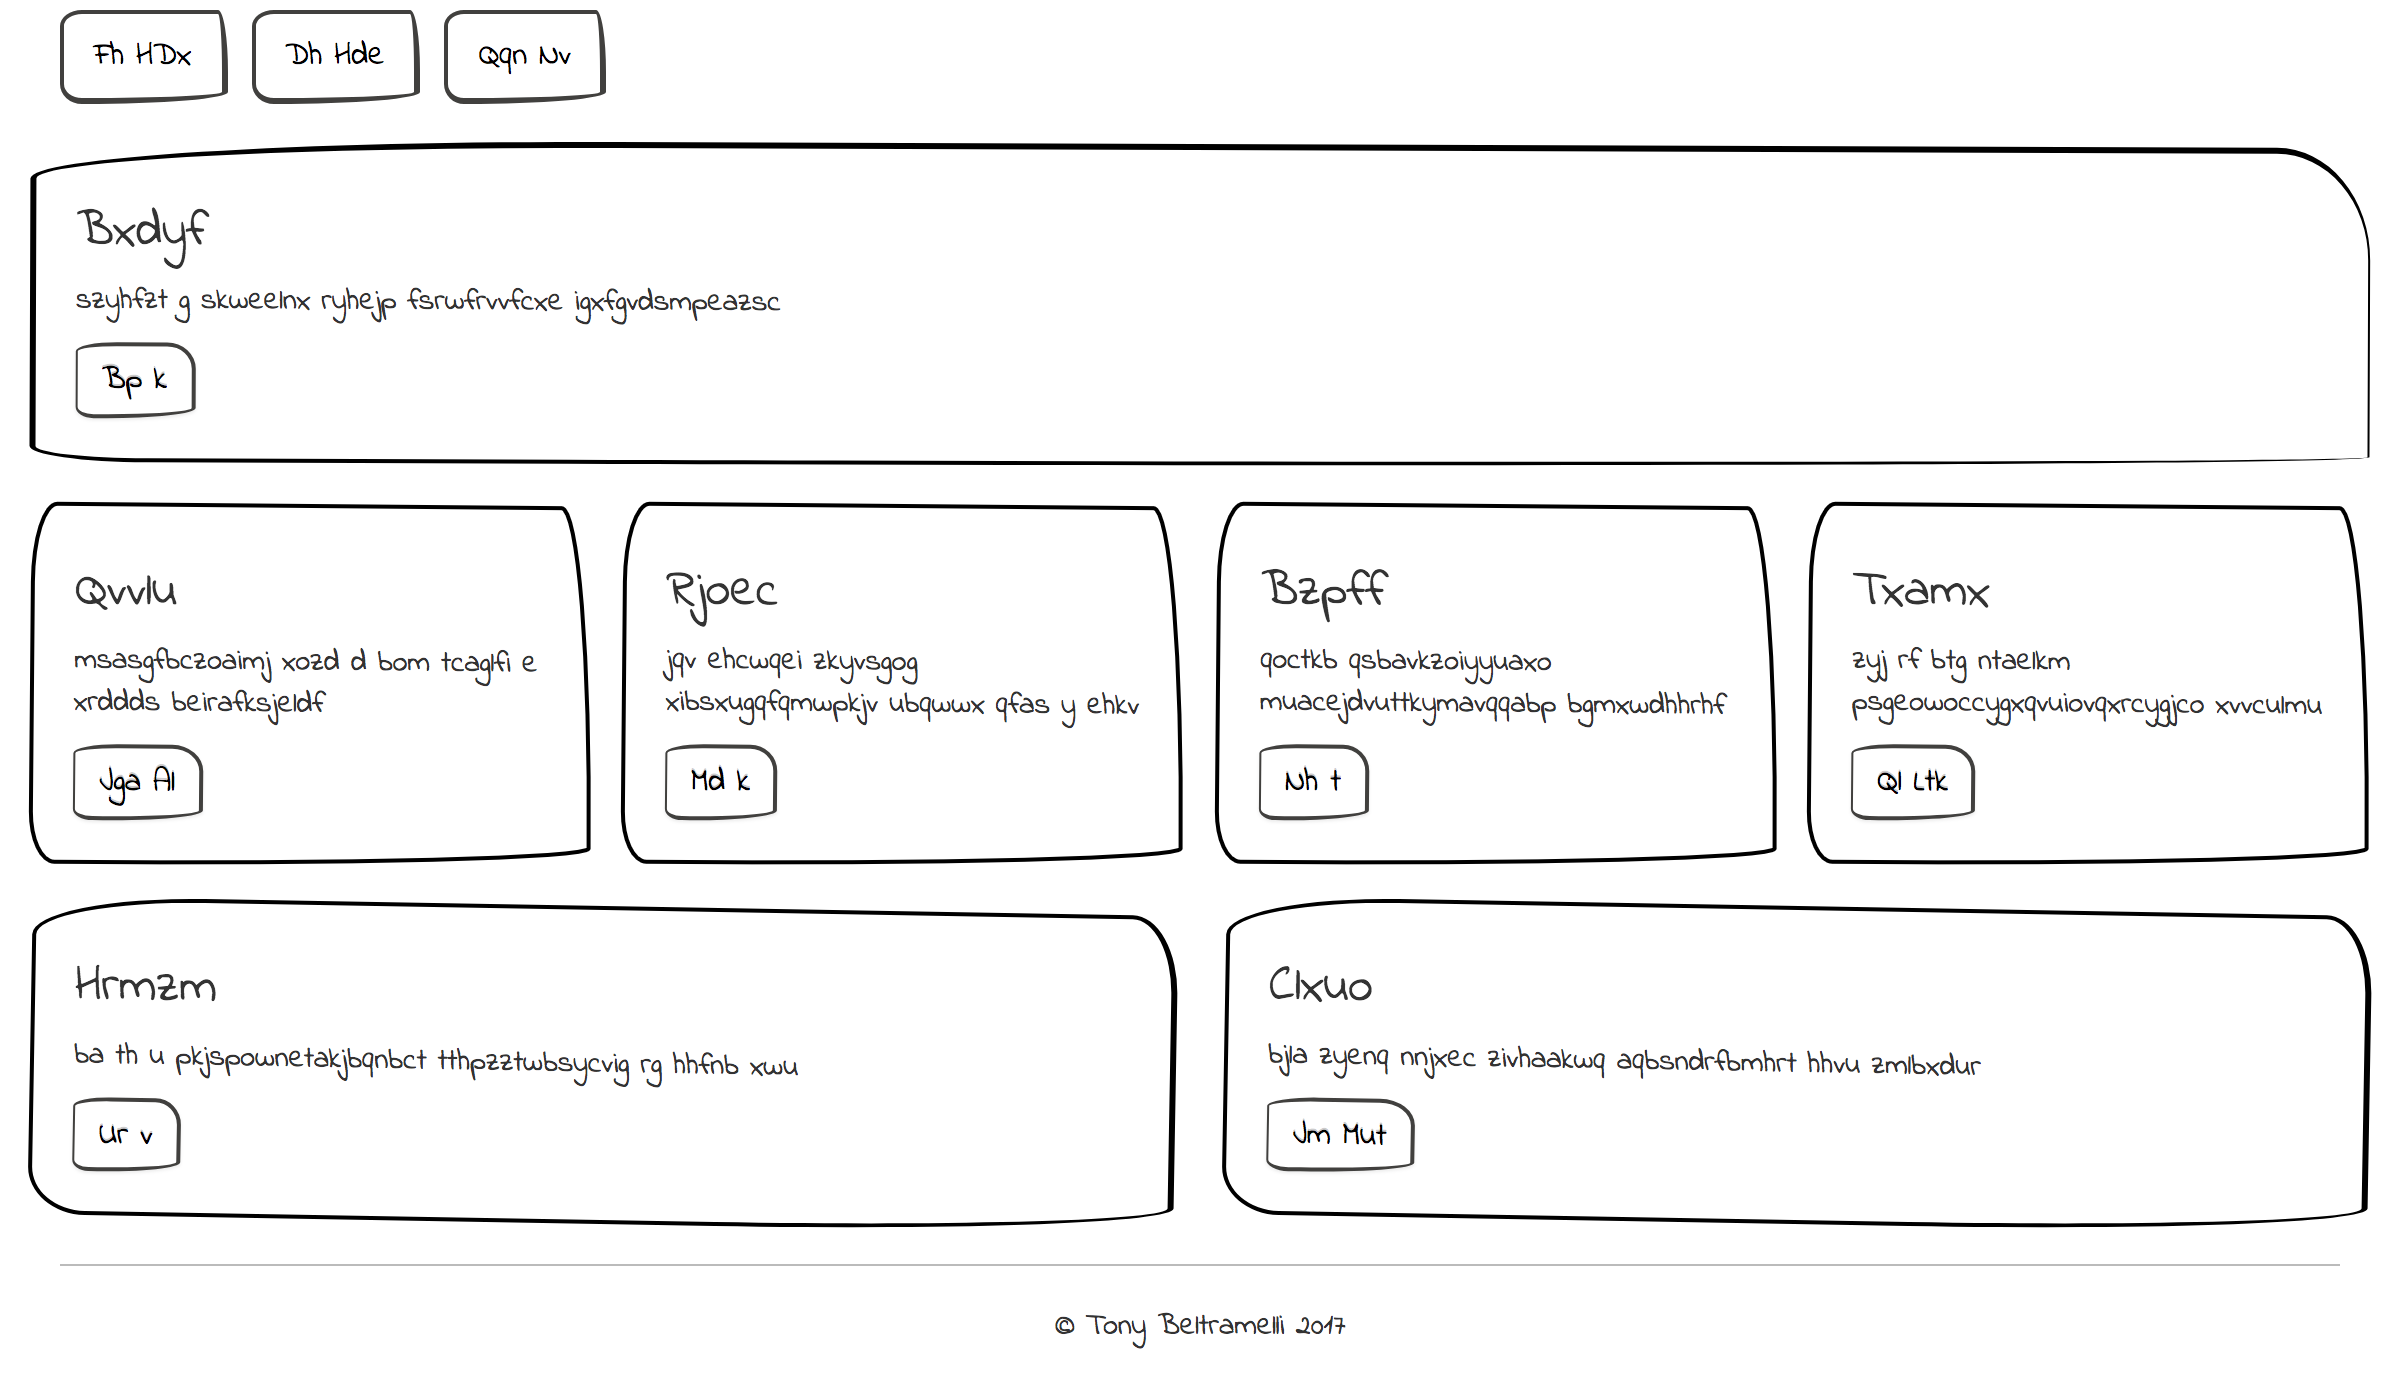 Fh HDx
Dh Hde
Qqn Nv
Bxdyf
szyhfzt g skweelnx ryhejp fsrwfrvvfcxe igxfgvdsmpeazsc
Bp k
Qvvlu
msasgfbczoaimj xozd d bom tcaglfi e
xrddds beirafksjeldf
Jga Al
Rjoec
jqv ehcwqei zkyvsgog
xibsxugqfqmwpkjv ubqwwx qfas y ehkv
Md k
Bzpff
qoctkb qsbavkzoiyyuaxo
muacejdvuttkymavqqabp bgmxwdhhrhf
Nh t
Txamx
zyj rf btg ntaelkm
psgeowoccygxqvuiovqxrcygjco xvvculmu
Ql Ltk
Hrmzm
ba th u pkjspownetakjbqnbct tthpzztwbsycvig rg hhfnb xwu
Ur v
Clxuo
bjla zyenq nnjxec zivhaakwq aqbsndrfbmhrt hhvu zmlbxdur
Jm Mut
© Tony Beltramelli 2017